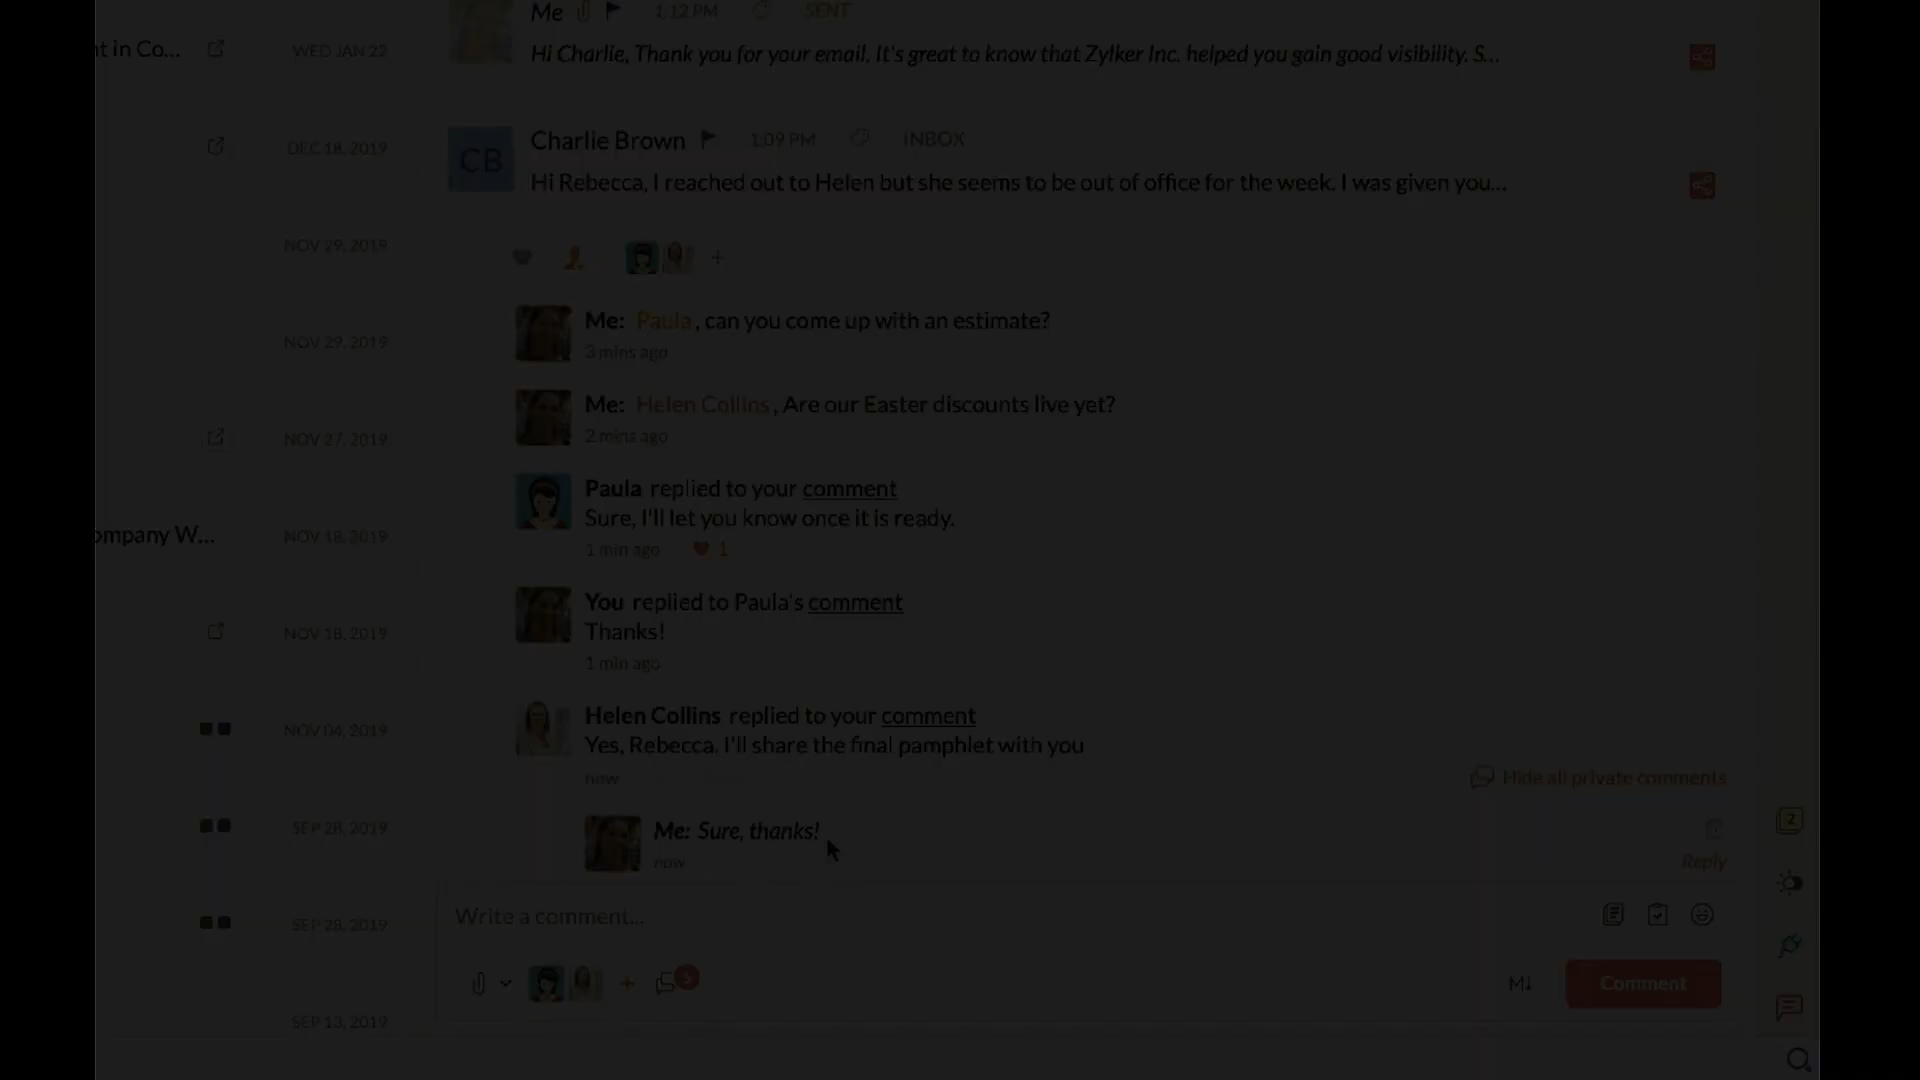 nt in Co...
WED JAN 22
DEC 18, 2019
NOV 29, 2019
NOV 29, 2019
NOV 27, 2019
ompany W...
NOV 18, 2019
NOV 18, 2019
NOV 04, 2019
SEP 28, 2019
SEP 28, 2019
SEP 13, 2019
Me 1:12 PM SENT
Hi Charlie, Thank you for your email. It's great to know that Zylker Inc. helped you gain good visibility. S...
CB
Charlie Brown 1:09 PM INBOX
Hi Rebecca, I reached out to Helen but she seems to be out of office for the week. I was given you...
+
Me: Paula, can you come up with an estimate?
3 mins ago
Me: Helen Collins, Are our Easter discounts live yet?
2 mins ago
Paula replied to your comment
Sure, I'll let you know once it is ready.
1 min ago 1
You replied to Paula's comment
Thanks!
1 min ago
Helen Collins replied to your comment
Yes, Rebecca. I'll share the final pamphlet with you
now
Hide all private comments
Me: Sure, thanks!
now
Reply
Write a comment...
+
M↓
Comment
2